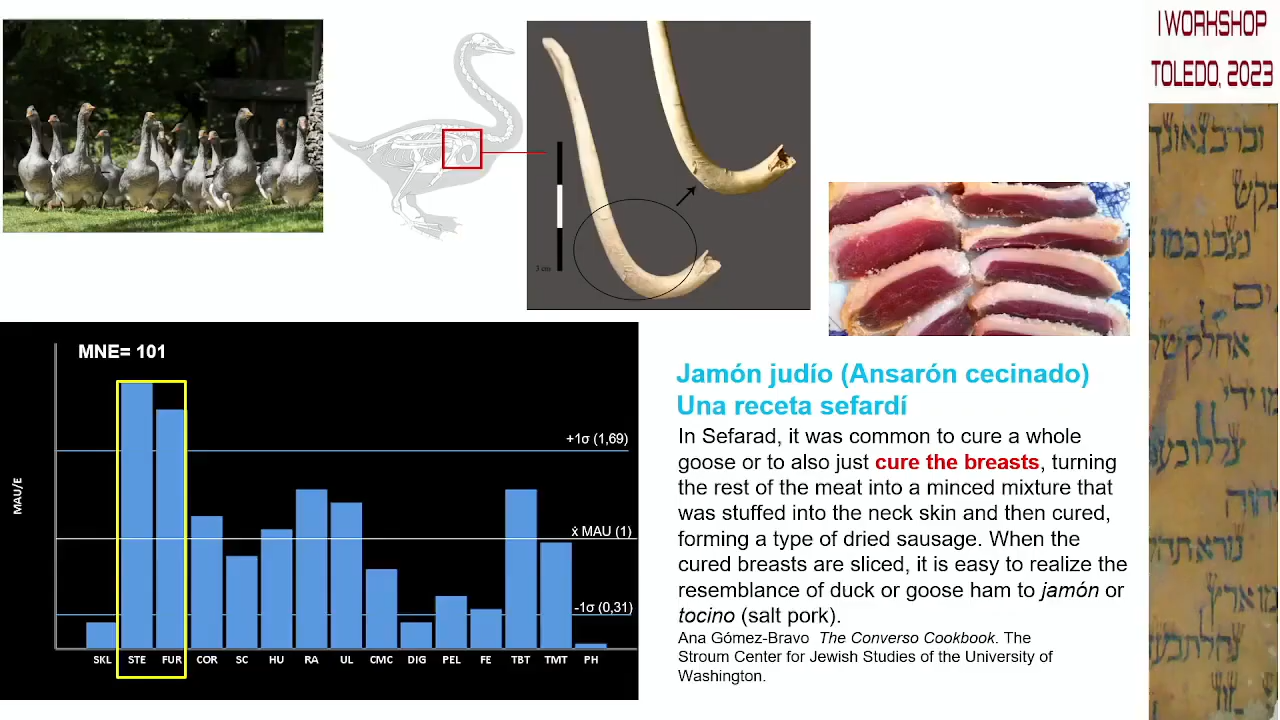 I WORKSHOP
TOLEDO, 2023
3 cm
MNE= 101
+1σ (1,69)
ẋ MAU (1)
-1σ (0,31)
MAU/E
SKL STE FUR COR SC HU RA UL CMC DIG PEL FE TBT TMT PH
Jamón judío (Ansarón cecinado)
Una receta sefardí
In Sefarad, it was common to cure a whole
goose or to also just cure the breasts, turning
the rest of the meat into a minced mixture that
was stuffed into the neck skin and then cured,
forming a type of dried sausage. When the
cured breasts are sliced, it is easy to realize the
resemblance of duck or goose ham to jamón or
tocino (salt pork).
Ana Gómez-Bravo The Converso Cookbook. The
Stroum Center for Jewish Studies of the University of
Washington.